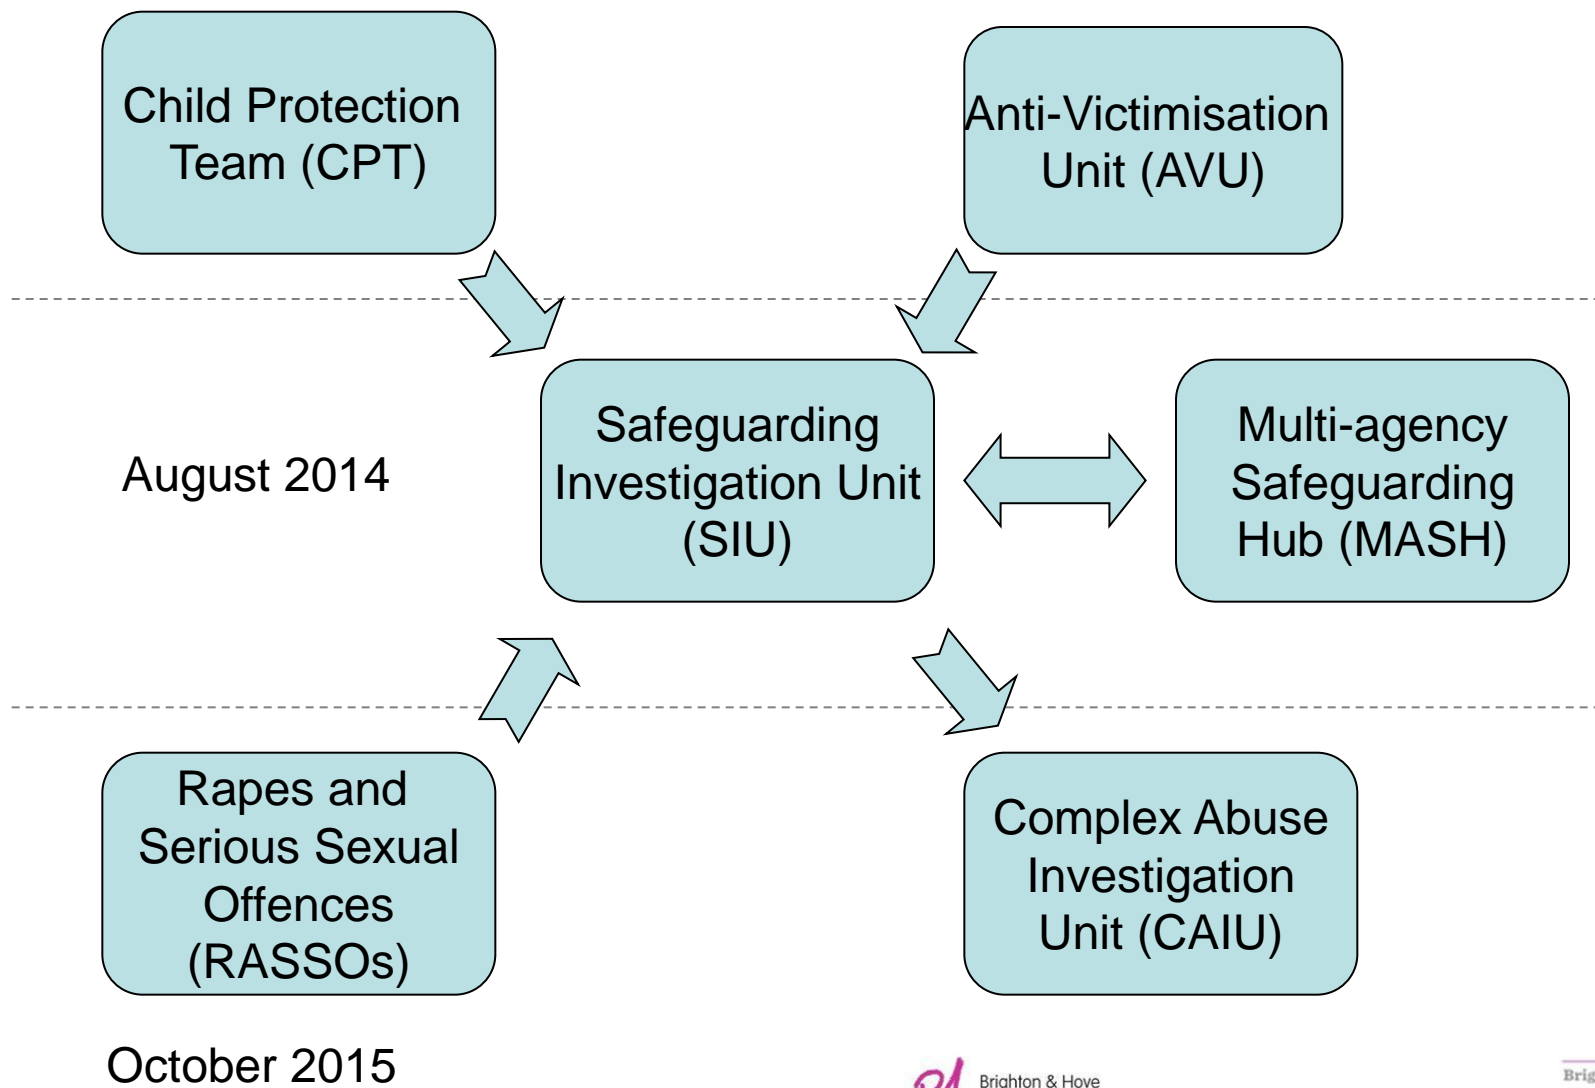 Child Protection
Team (CPT)
Anti-Victimisation
Unit (AVU)
August 2014
Safeguarding
Investigation Unit
(SIU)
Multi-agency
Safeguarding
Hub (MASH)
Rapes and
Serious Sexual
Offences
(RASSOs)
Complex Abuse
Investigation
Unit (CAIU)
October 2015
Brighton & Hove